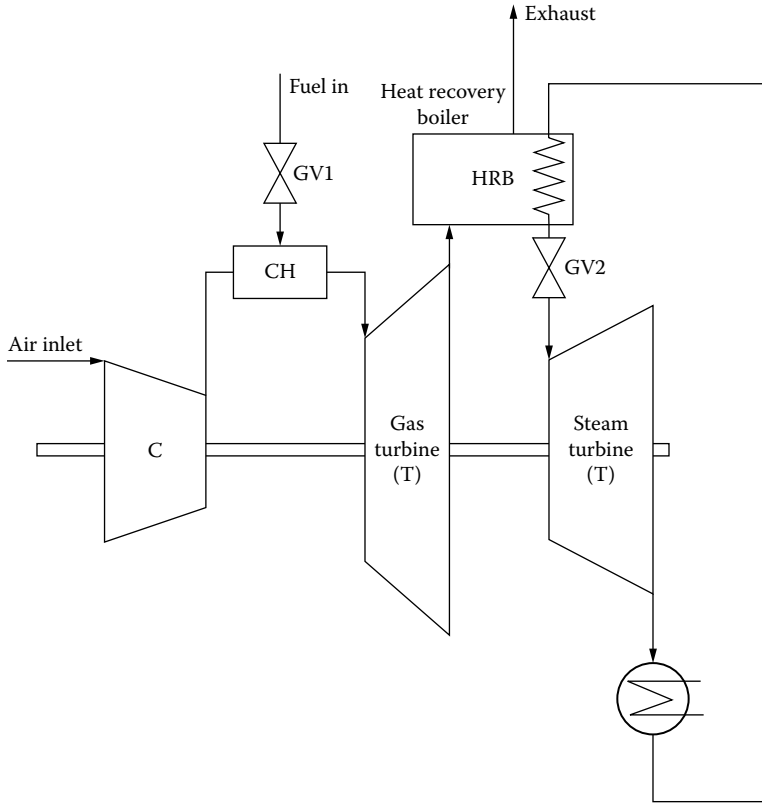 Exhaust
Fuel in
Heat recovery
boiler
HRB
GV1
CH
GV2
Air inlet
C
Gas
turbine
(T)
Steam
turbine
(T)